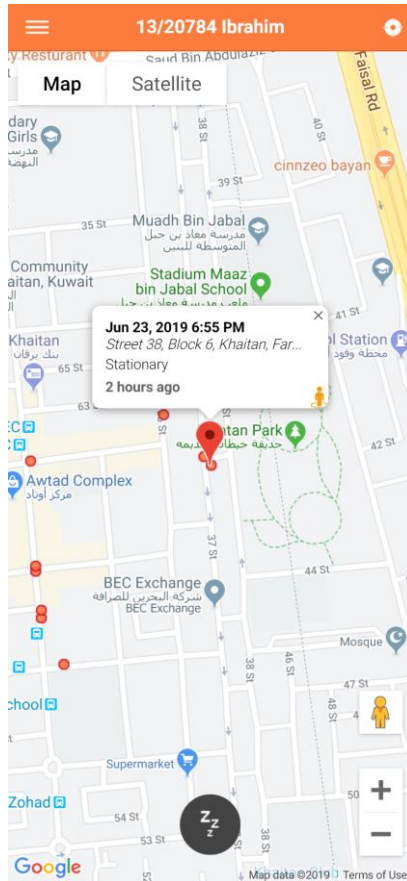 13/20784 Ibrahim
y Resturant
Saud Bin Abdulaziz
Faisal Rd
Map
Satellite
dary
Girls
38 St
40 St
cinnzeo bayan
39 St
35 St
Muadh Bin Jabal
مدرسة معاذ بن جبل
المتوسطة للبنين
Community
aitan, Kuwait
Stadium Maaz
bin Jabal School
ملعب مدرسة معاذ بن جبل
41 St
Jun 23, 2019 6:55 PM
Street 38, Block 6, Khaitan, Far...
Stationary
2 hours ago
Khaitan
بنك برقان
ol Station
محطة وقود
65 St
63
St
ntan Park
حديقة خيطان القديمه
42 St
Awtad Complex
مركز أوتاد
37 St
44 St
BEC Exchange
شركة البحرين للصرافة
BEC Exchange
Mosque
38 St
46 St
47 St
48 St
chool
Supermarket
50
Zohad
54 St
53 St
38 St
z z z
Google
Map data ©2019
Terms of Use